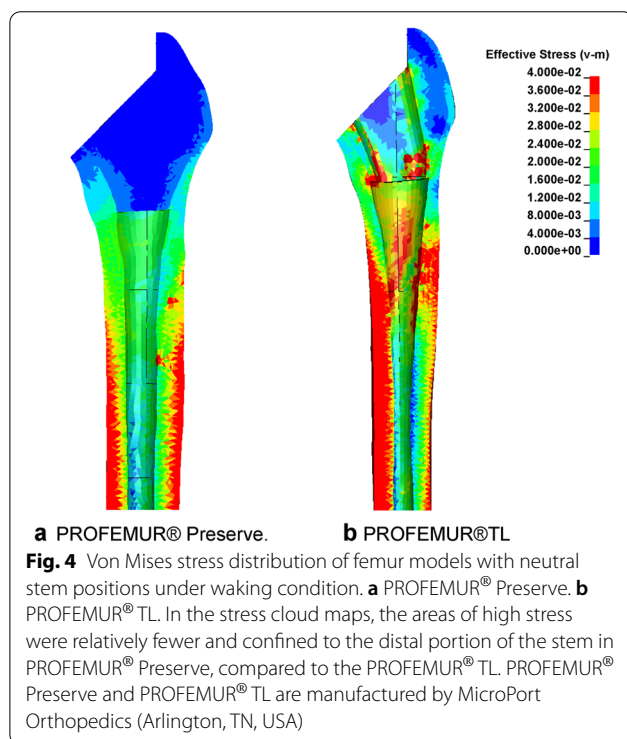 Effective Stress (v-m)
4.000e-02
3.600e-02
3.200e-02
2.800e-02
2.400e-02
2.000e-02
1.600e-02
1.200e-02
8.000e-03
4.000e-03
0.000e+00
a PROFEMUR® Preserve.
b PROFEMUR®TL
Fig. 4 Von Mises stress distribution of femur models with neutral
stem positions under waking condition. a PROFEMUR® Preserve. b
PROFEMUR® TL. In the stress cloud maps, the areas of high stress
were relatively fewer and confined to the distal portion of the stem in
PROFEMUR® Preserve, compared to the PROFEMUR® TL. PROFEMUR®
Preserve and PROFEMUR® TL are manufactured by MicroPort
Orthopedics (Arlington, TN, USA)